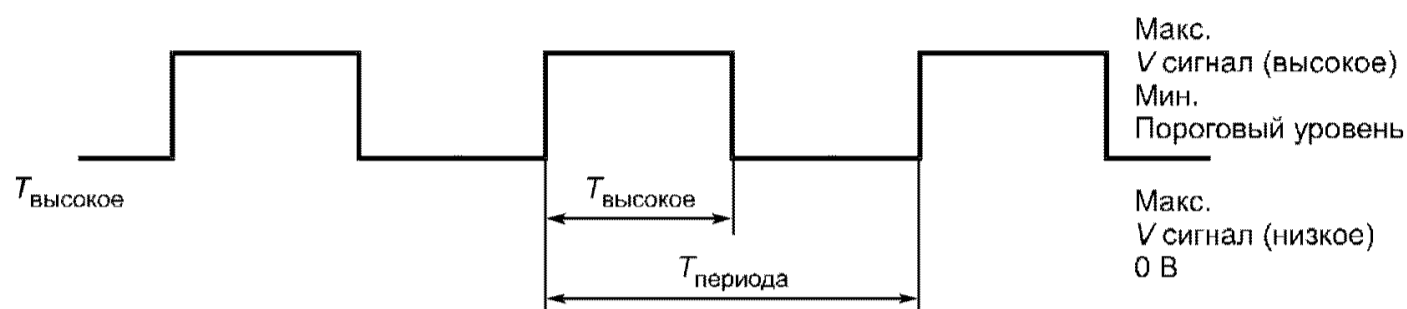 Макс.
V сигнал (высокое)
Мин.
Пороговый уровень
Tвысокое
Tвысокое
Макс.
V сигнал (низкое)
0 В
Tпериода